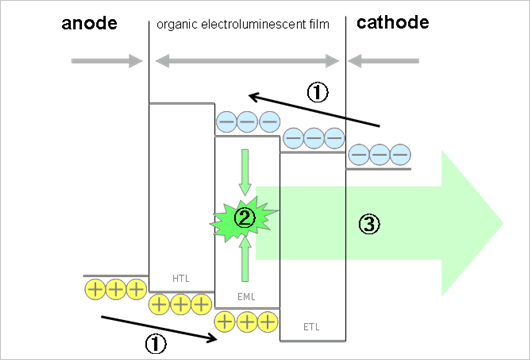 anode
organic electroluminescent film
cathode
①
②
③
HTL
EML
ETL
①